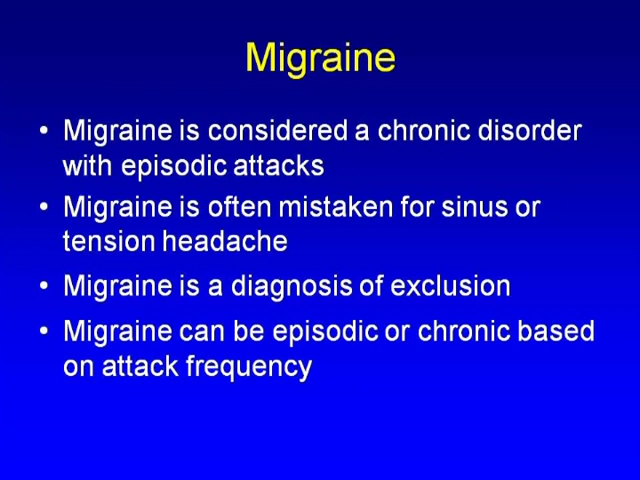 Migraine
• Migraine is considered a chronic disorder
with episodic attacks
• Migraine is often mistaken for sinus or
tension headache
• Migraine is a diagnosis of exclusion
• Migraine can be episodic or chronic based
on attack frequency